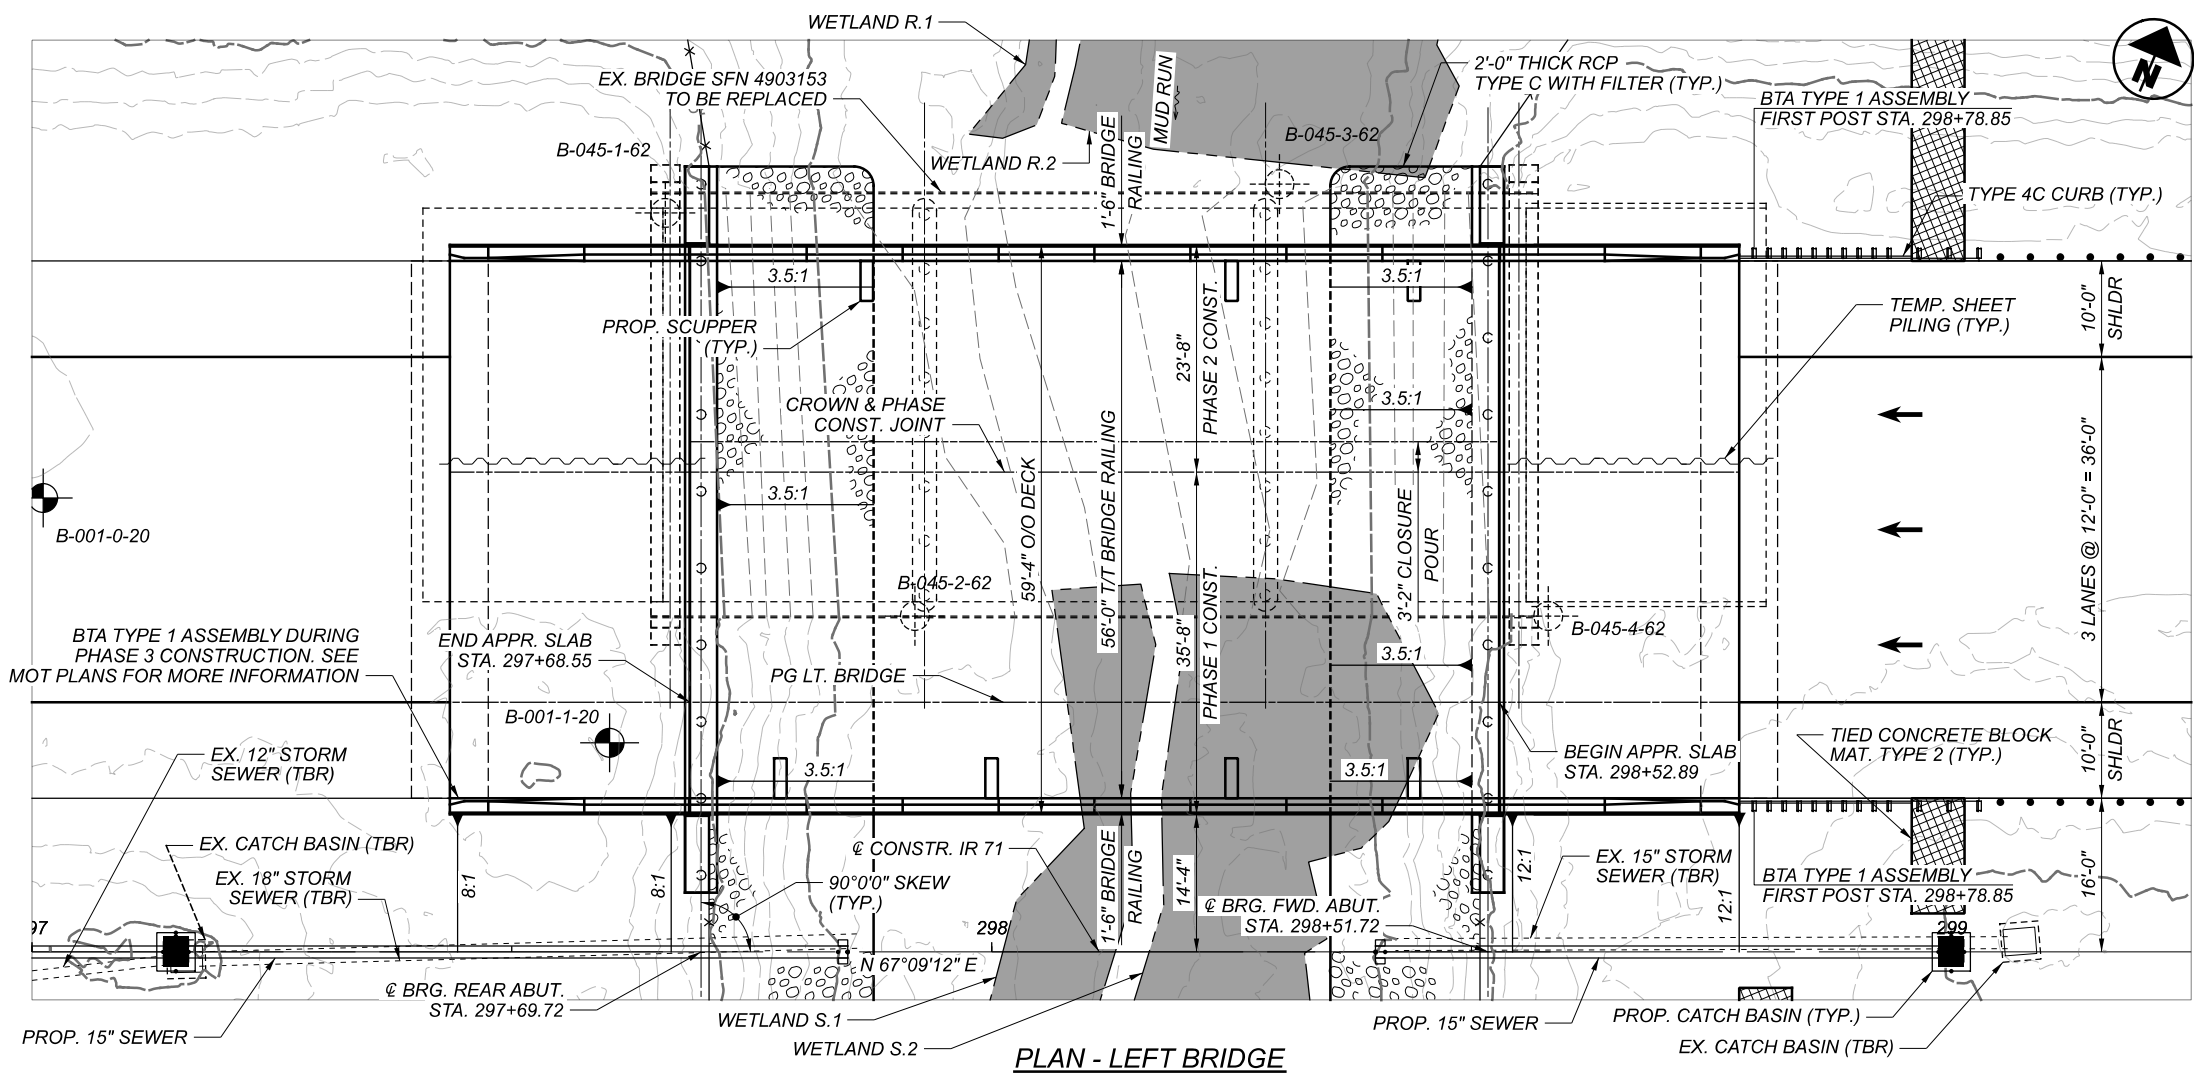 WETLAND R.1
EX. BRIDGE SFN 4903153
TO BE REPLACED
MUD RUN
2'-0" THICK RCP
TYPE C WITH FILTER (TYP.)
BTA TYPE 1 ASSEMBLY
FIRST POST STA. 298+78.85
N
B-045-1-62
WETLAND R.2
1'-6" BRIDGE
RAILING
B-045-3-62
TYPE 4C CURB (TYP.)
3.5:1
3.5:1
PROP. SCUPPER
(TYP.)
TEMP. SHEET
PILING (TYP.)
10'-0"
SHLDR
23'-8"
PHASE 2 CONST.
CROWN & PHASE
CONST. JOINT
3.5:1
3.5:1
B-001-0-20
59'-4" O/O DECK
56'-0" T/T BRIDGE RAILING
3'-2" CLOSURE
POUR
3 LANES @ 12'-0" = 36'-0"
B-045-2-62
35'-8"
PHASE 1 CONST.
B-045-4-62
BTA TYPE 1 ASSEMBLY DURING
PHASE 3 CONSTRUCTION. SEE
MOT PLANS FOR MORE INFORMATION
END APPR. SLAB
STA. 297+68.55
PG LT. BRIDGE
3.5:1
B-001-1-20
EX. 12" STORM
SEWER (TBR)
3.5:1
3.5:1
BEGIN APPR. SLAB
STA. 298+52.89
TIED CONCRETE BLOCK
MAT. TYPE 2 (TYP.)
10'-0"
SHLDR
EX. CATCH BASIN (TBR)
EX. 18" STORM
SEWER (TBR)
8:1
8:1
90°0'0" SKEW
(TYP.)
℄ CONSTR. IR 71
1'-6" BRIDGE
RAILING
14'-4"
℄ BRG. FWD. ABUT.
STA. 298+51.72
12:1
EX. 15" STORM
SEWER (TBR)
12:1
BTA TYPE 1 ASSEMBLY
FIRST POST STA. 298+78.85
16'-0"
97
298
299
N 67°09'12" E
℄ BRG. REAR ABUT.
STA. 297+69.72
PROP. 15" SEWER
WETLAND S.1
WETLAND S.2
PROP. 15" SEWER
PROP. CATCH BASIN (TYP.)
EX. CATCH BASIN (TBR)
PLAN - LEFT BRIDGE